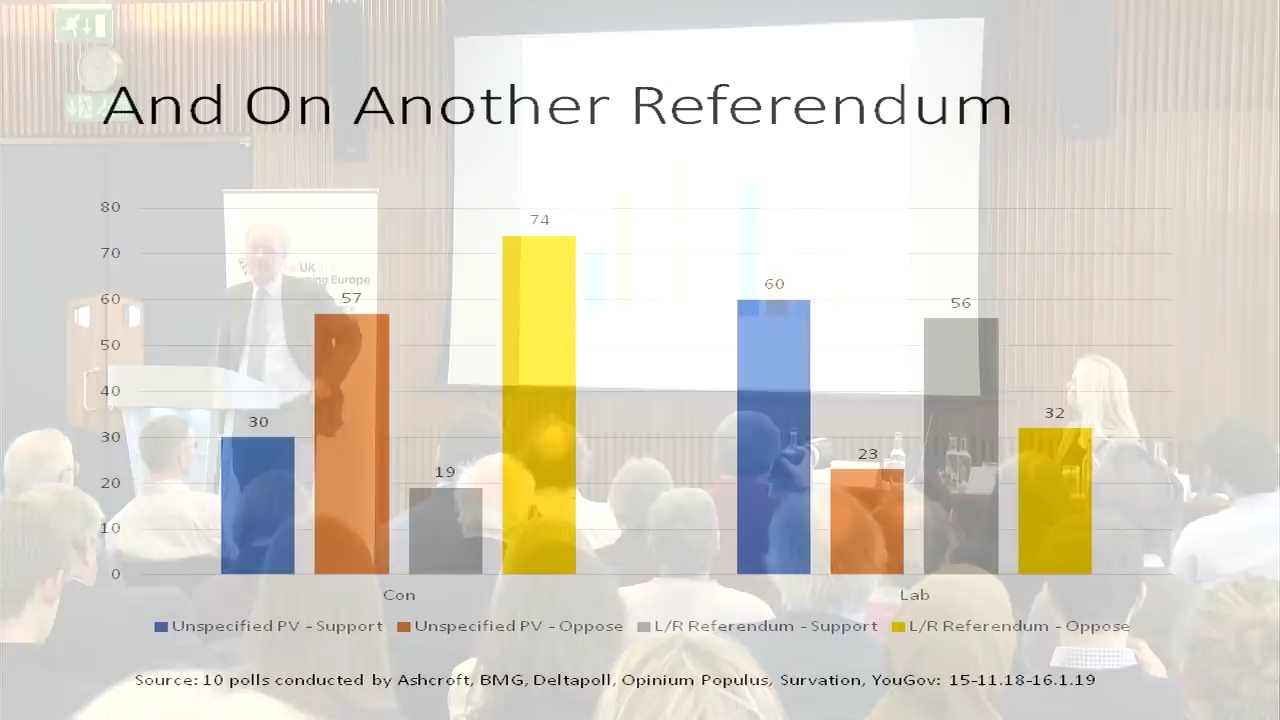 And On Another Referendum
80
70
60
50
40
30
20
10
0
30
57
19
74
60
23
56
32
Con
Lab
Unspecified PV - Support
Unspecified PV - Oppose
L/R Referendum - Support
L/R Referendum - Oppose
Source: 10 polls conducted by Ashcroft, BMG, Deltapoll, Opinium Populus, Survation, YouGov: 15-11.18-16.1.19
UK
Europe